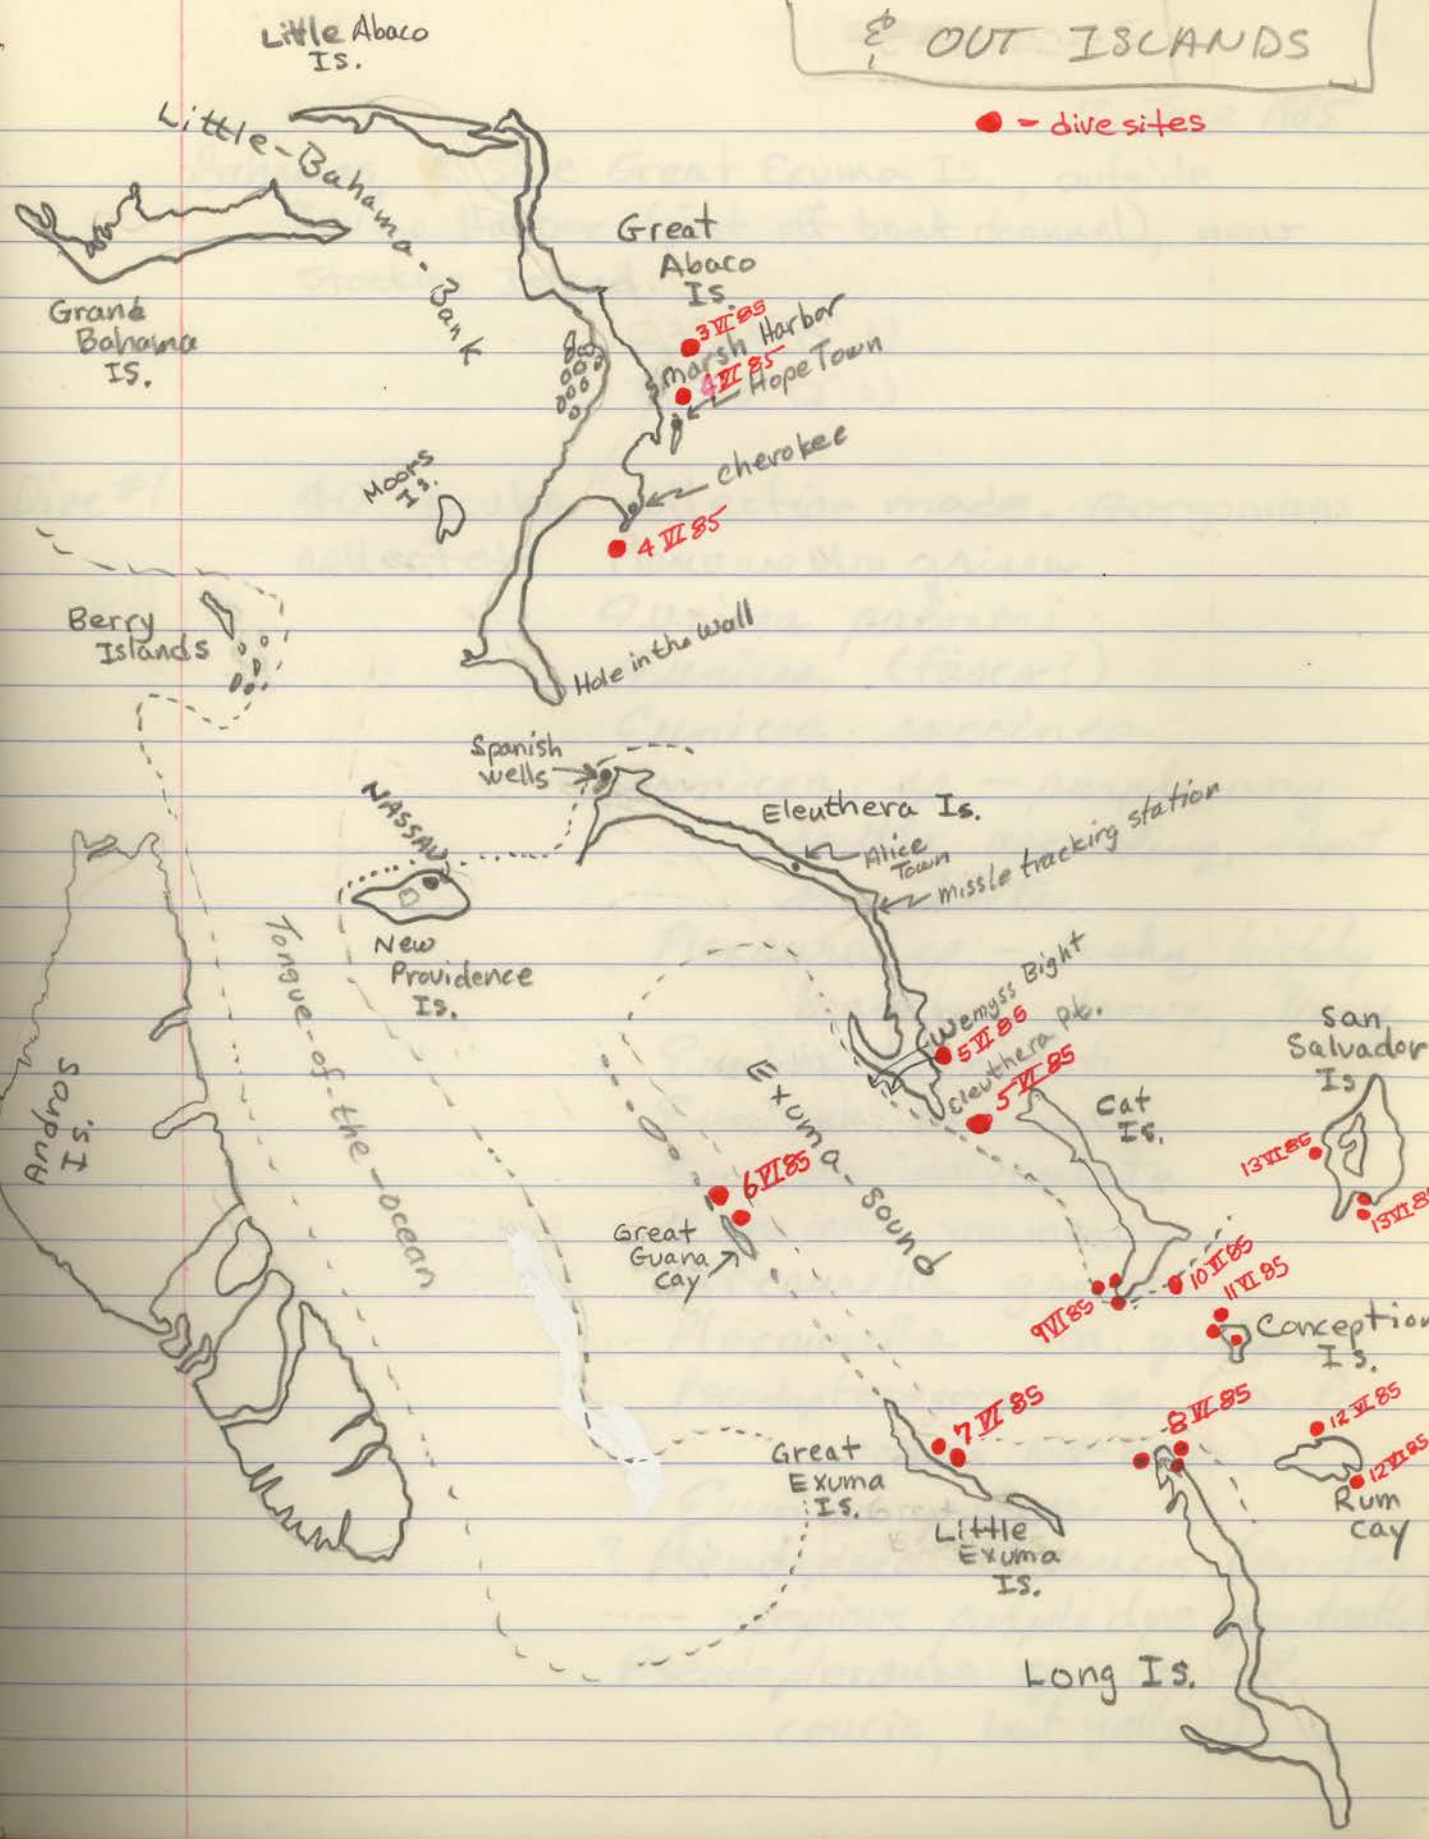 & OUT ISLANDS
- dive sites
Little Abaco
Is.
Little-Bahama-Bank
Grand
Bahama
Is.
Great
Abaco
Is.
3 VI 85
Marsh Harbor
4 VI 85
Hope Town
Moors
Is.
Cherokee
4 VI 85
Berry
Islands
Hole in the Wall
Spanish
Wells
NASSAU
Eleuthera Is.
Alice
Town
missle tracking station
New
Providence
Is.
Tongue-of-the-ocean
Andros
Is.
Wemyss Bight
5 VI 85
Eleuthera Pt.
5 VI 85
Exuma-Sound
San
Salvador
Is
Cat
Is.
13 VI 85
13 VI 8
6 VI 85
Great
Guana
Cay
10 VI 85
11 VI 85
9 VI 85
Conception
Is.
7 VI 85
8 VI 85
12 VI 85
12 VI 85
Great
Exuma
Is.
Rum
Cay
Little
Exuma
Is.
Long Is.